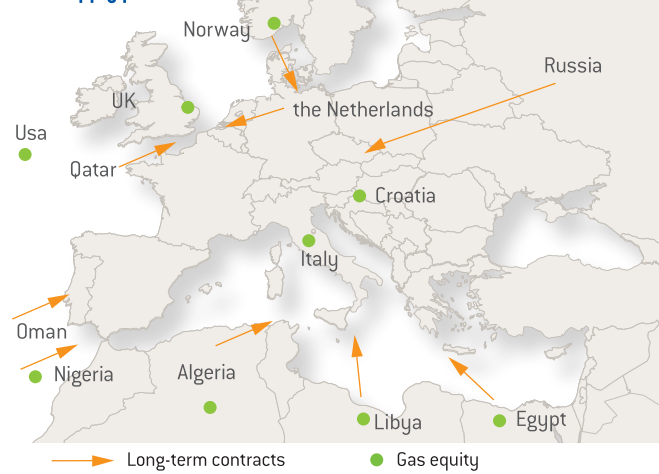 Norway
Russia
UK
the Netherlands
Usa
Qatar
Croatia
Italy
Oman
Nigeria
Algeria
Libya
Egypt
Long-term contracts
Gas equity